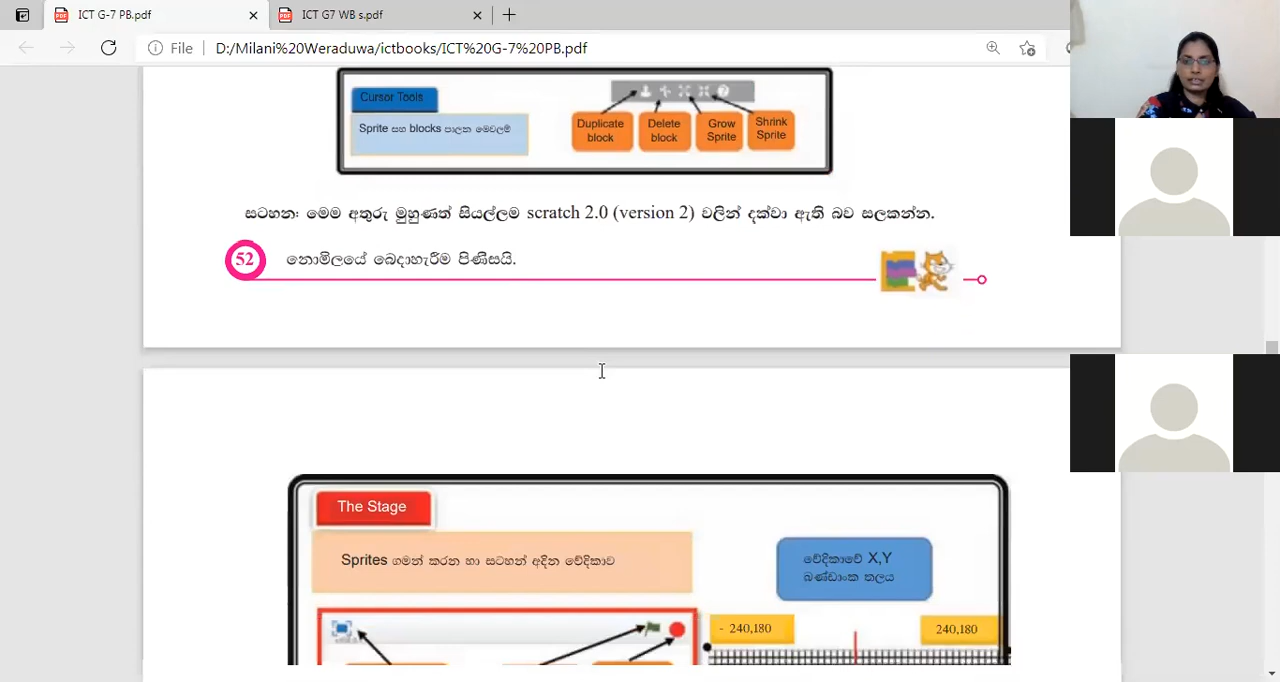 ICT G-7 PB.pdf
ICT G7 WB s.pdf
File
D:/Milani%20Weraduwa/ictbooks/ICT%20G-7%20PB.pdf
Cursor Tools
Sprite සහ blocks පාලන මෙවලම්
Duplicate block
Delete block
Grow Sprite
Shrink Sprite
සටහන: මෙම අතුරු මුහුණත් සියල්ලම scratch 2.0 (version 2) වලින් දක්වා ඇති බව සලකන්න.
52
නොමිලයේ බෙදාහැරීම පිණිසයි.
The Stage
Sprites ගමන් කරන හා සටහන් අදින වේදිකාව
වේදිකාවේ X,Y
ඛණ්ඩාංක තලය
- 240,180
240,180